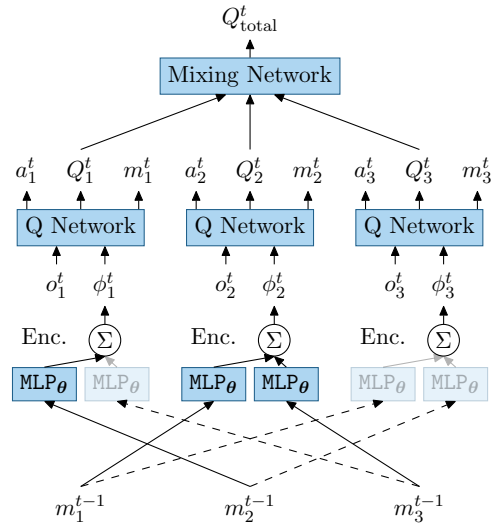 Q^t_total
Mixing Network
a^t_1 Q^t_1 m^t_1 a^t_2 Q^t_2 m^t_2 a^t_3 Q^t_3 m^t_3
Q Network Q Network Q Network
o^t_1 ϕ^t_1 o^t_2 ϕ^t_2 o^t_3 ϕ^t_3
Enc. Σ Enc. Σ Enc. Σ
MLP_θ MLP_θ MLP_θ MLP_θ MLP_θ MLP_θ
m^{t−1}_1 m^{t−1}_2 m^{t−1}_3